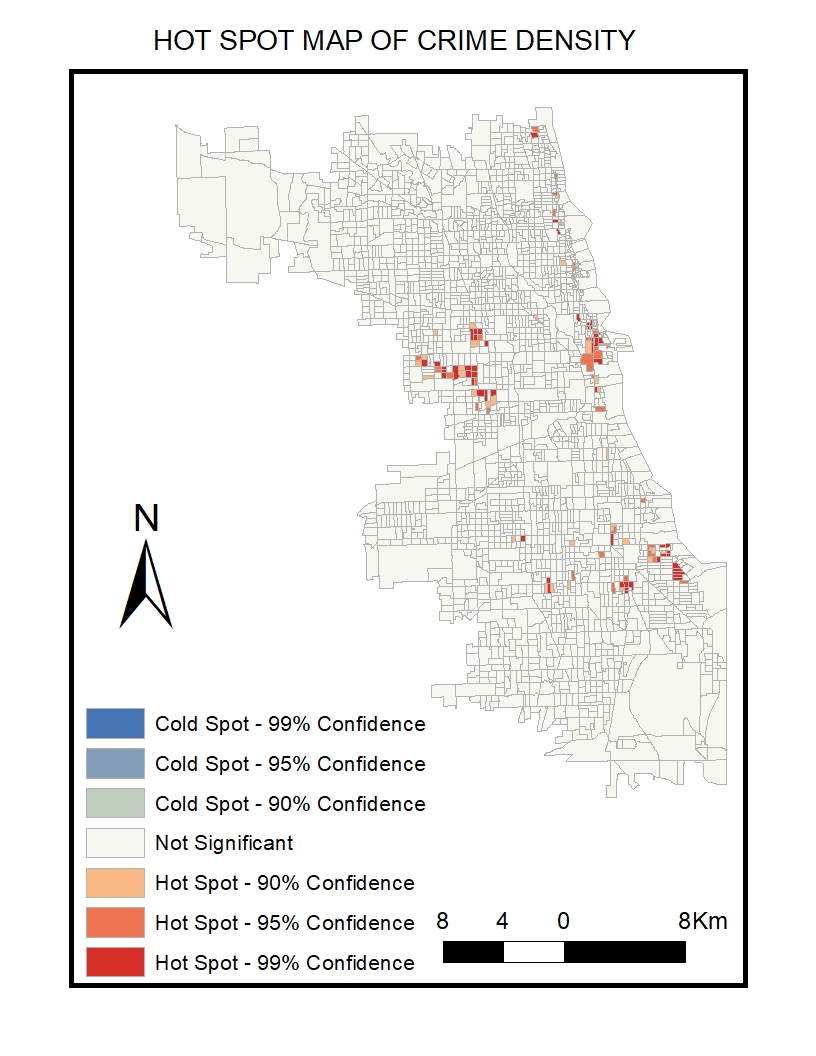 HOT SPOT MAP OF CRIME DENSITY
N
Cold Spot - 99% Confidence
Cold Spot - 95% Confidence
Cold Spot - 90% Confidence
Not Significant
Hot Spot - 90% Confidence
Hot Spot - 95% Confidence
Hot Spot - 99% Confidence
8 4 0 8Km